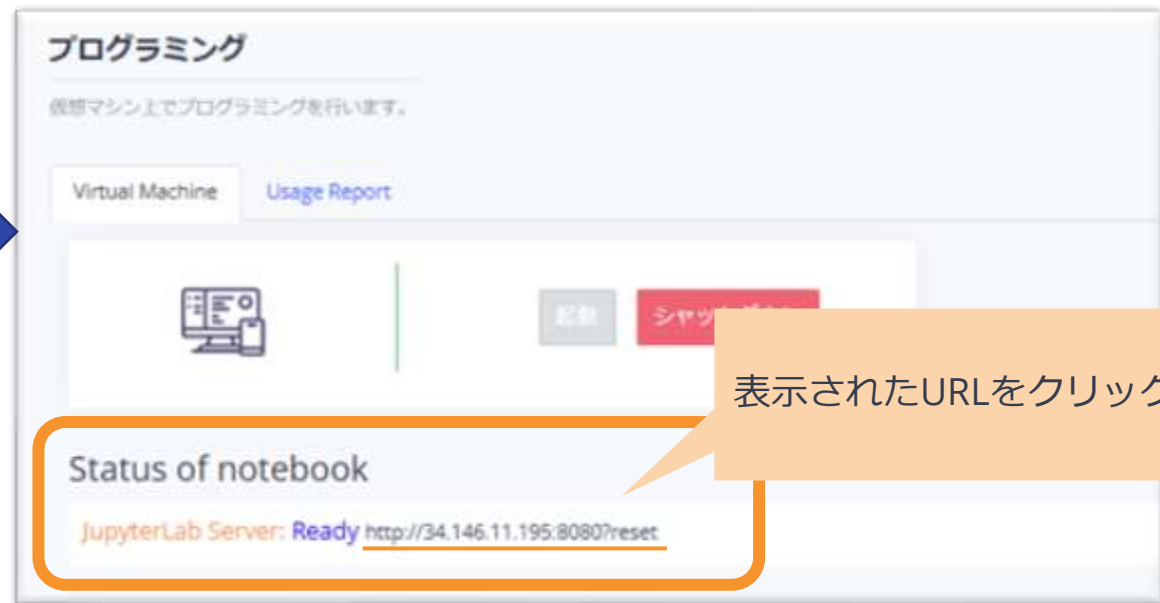 プログラミング
仮想マシン上でプログラミングを行います。
Virtual Machine
Usage Report
起動
シャッ
表示されたURLをクリック
Status of notebook
JupyterLab Server: Ready http://34.146.11.195:8080?reset